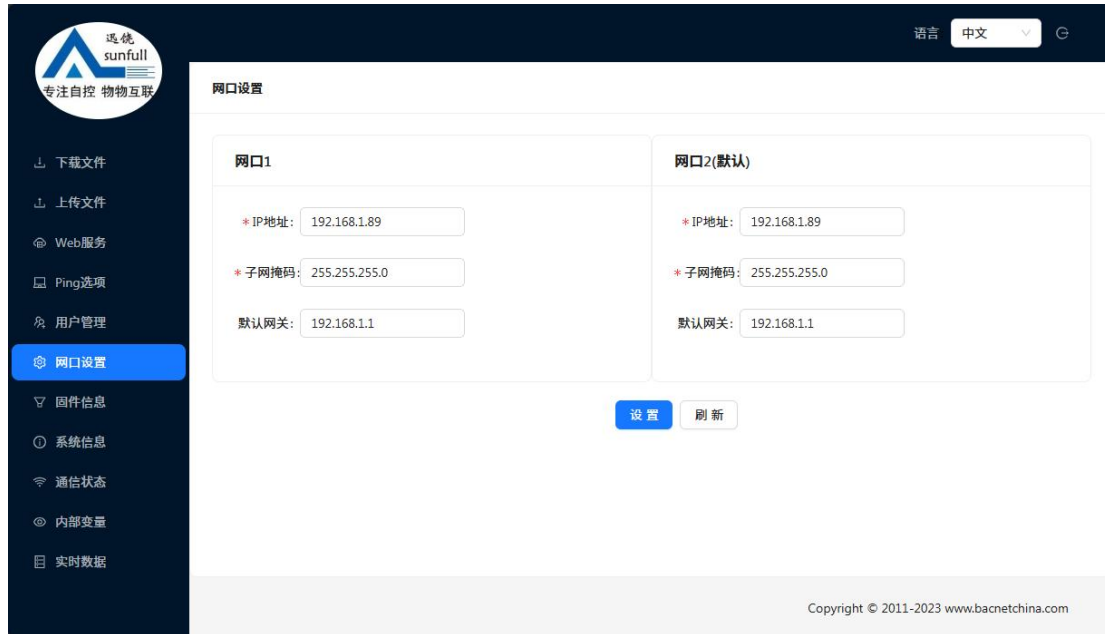 迅饶
sunfull
专注自控 物物互联
语言 中文
网口设置
下载文件
上传文件
Web服务
Ping选项
用户管理
网口设置
固件信息
系统信息
通信状态
内部变量
实时数据
网口1
*IP地址: 192.168.1.89
*子网掩码: 255.255.255.0
默认网关: 192.168.1.1
网口2(默认)
*IP地址: 192.168.1.89
*子网掩码: 255.255.255.0
默认网关: 192.168.1.1
设置 刷新
Copyright © 2011-2023 www.bacnetchina.com